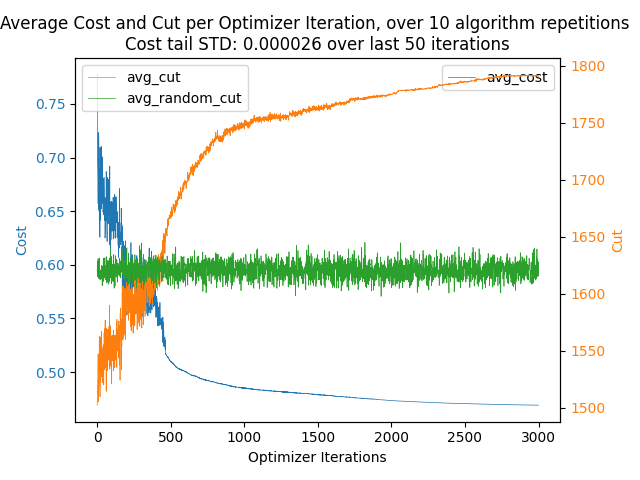 Average Cost and Cut per Optimizer Iteration, over 10 algorithm repetitions
Cost tail STD: 0.000026 over last 50 iterations
avg_cut
avg_random_cut
avg_cost
0.75
0.70
0.65
0.60
0.55
0.50
Cost
1800
1750
1700
1650
1600
1550
1500
Cut
0 500 1000 1500 2000 2500 3000
Optimizer Iterations